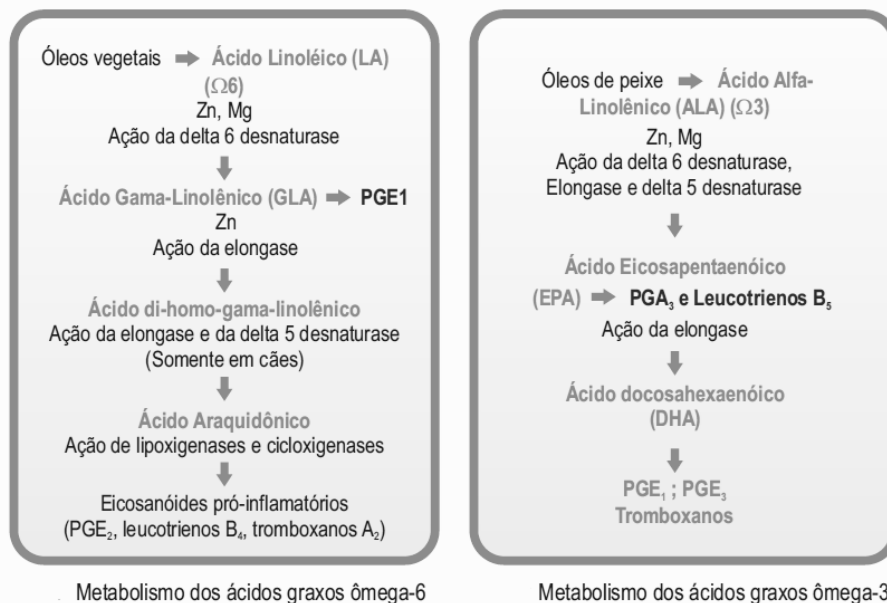 Óleos vegetais ➡ Ácido Linoléico (LA)
(Ω6)
Zn, Mg
Ação da delta 6 desnaturase
Ácido Gama-Linolênico (GLA) ➡ PGE1
Zn
Ação da elongase
Ácido di-homo-gama-linolênico
Ação da elongase e da delta 5 desnaturase
(Somente em cães)
Ácido Araquidônico
Ação de lipoxigenases e cicloxigenases
Eicosanóides pró-inflamatórios
(PGE₂, leucotrienos B₄, tromboxanos A₂)
Metabolismo dos ácidos graxos ômega-6
Óleos de peixe ➡ Ácido Alfa-
Linolênico (ALA) (Ω3)
Zn, Mg
Ação da delta 6 desnaturase,
Elongase e delta 5 desnaturase
Ácido Eicosapentaenóico
(EPA) ➡ PGA₃ e Leucotrienos B₅
Ação da elongase
Ácido docosahexaenóico
(DHA)
PGE₁ ; PGE₃
Tromboxanos
Metabolismo dos ácidos graxos ômega-3